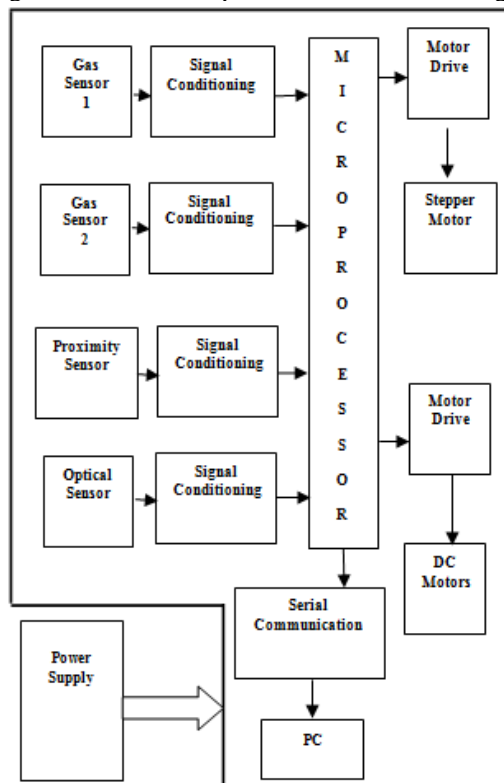 Gas
Sensor
1
Signal
Conditioning
M
I
C
R
O
P
R
O
C
E
S
S
O
R
Motor
Drive
Stepper
Motor
Gas
Sensor
2
Signal
Conditioning
Proximity
Sensor
Signal
Conditioning
Motor
Drive
Optical
Sensor
Signal
Conditioning
DC
Motors
Serial
Communication
Power
Supply
PC